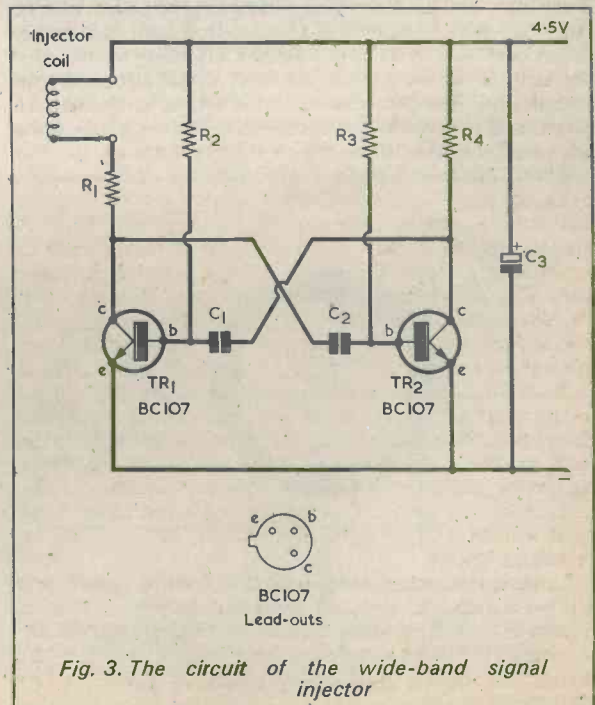 Injector
coil
4·5V
R2
R3
R4
R1
+
C3
c
C1
C2
c
b
b
e
TR1
BC107
TR2
BC107
e
–
e
b
c
BC107
Lead-outs
Fig. 3. The circuit of the wide-band signal
injector